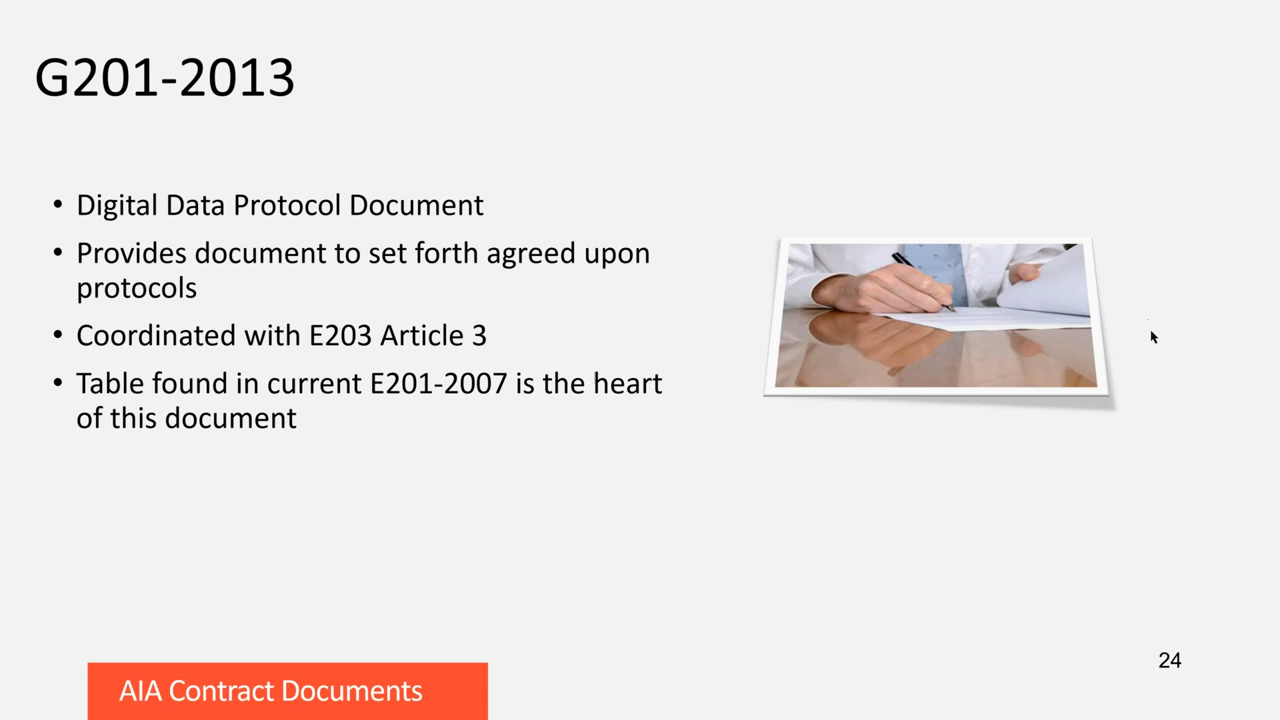 G201-2013
• Digital Data Protocol Document
• Provides document to set forth agreed upon
protocols
• Coordinated with E203 Article 3
• Table found in current E201-2007 is the heart
of this document
24
AIA Contract Documents